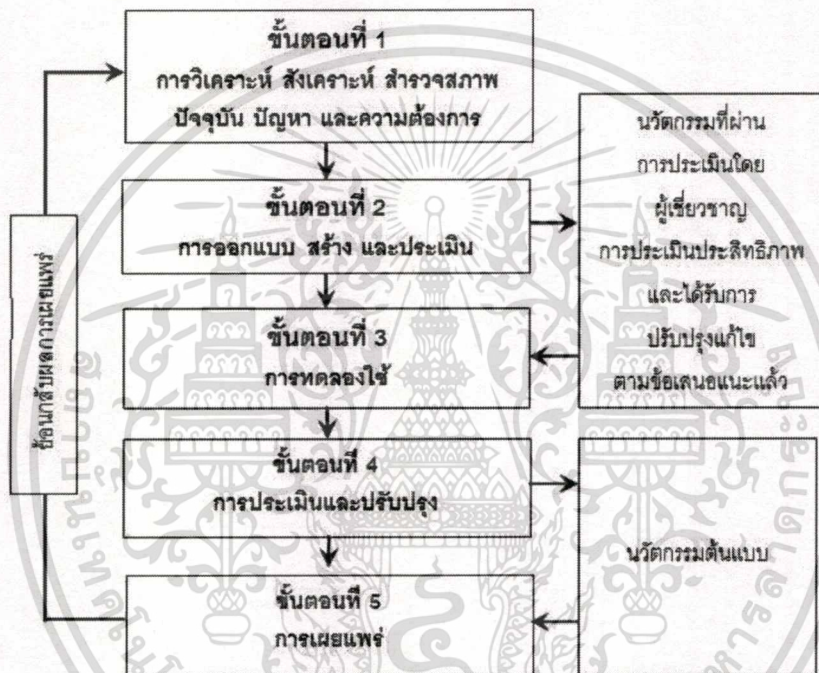 ขั้นตอนที่ 1
การวิเคราะห์ สังเคราะห์ สำรวจสภาพ
ปัจจุบัน ปัญหา และความต้องการ
ขั้นตอนที่ 2
การออกแบบ สร้าง และประเมิน
นวัตกรรมที่ผ่าน
การประเมินโดย
ผู้เชี่ยวชาญ
การประเมินประสิทธิภาพ
และได้รับการ
ปรับปรุงแก้ไข
ตามข้อเสนอแนะแล้ว
ขั้นตอนที่ 3
การทดลองใช้
ขั้นตอนที่ 4
การประเมินและปรับปรุง
นวัตกรรมต้นแบบ
ขั้นตอนที่ 5
การเผยแพร่
ย้อนกลับผลการเผยแพร่